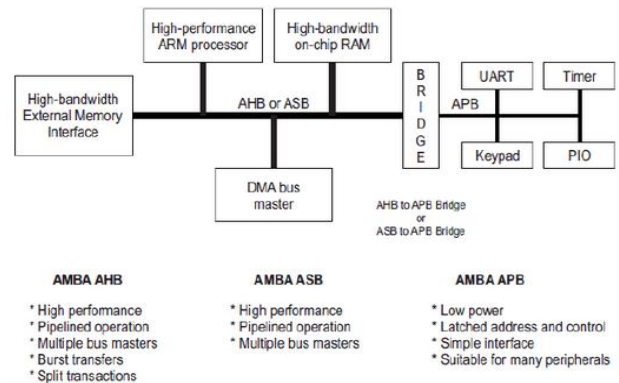 High-performance
ARM processor
High-bandwidth
on-chip RAM
High-bandwidth
External Memory
Interface
AHB or ASB
B
R
I
D
G
E
APB
UART
Timer
Keypad
PIO
DMA bus
master
AHB to APB Bridge
or
ASB to APB Bridge
AMBA AHB
* High performance
* Pipelined operation
* Multiple bus masters
* Burst transfers
* Split transactions
AMBA ASB
* High performance
* Pipelined operation
* Multiple bus masters
AMBA APB
* Low power
* Latched address and control
* Simple interface
* Suitable for many peripherals